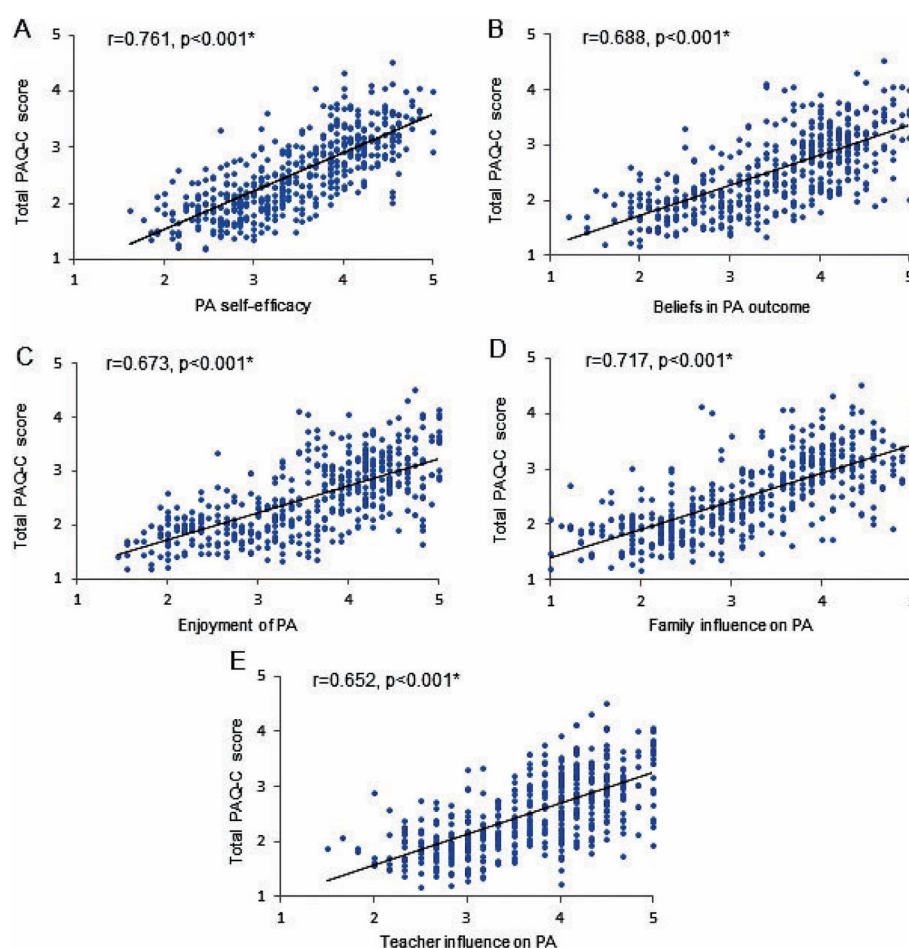 A
r=0.761, p<0.001*
Total PAQ-C score
5
4
3
2
1
1 2 3 4 5
PA self-efficacy
B
r=0.688, p<0.001*
Total PAQ-C score
5
4
3
2
1
1 2 3 4 5
Beliefs in PA outcome
C
r=0.673, p<0.001*
Total PAQ-C score
5
4
3
2
1
1 2 3 4 5
Enjoyment of PA
D
r=0.717, p<0.001*
Total PAQ-C score
5
4
3
2
1
1 2 3 4
Family influence on PA
E
r=0.652, p<0.001*
Total PAQ-C score
5
4
3
2
1
1 2 3 4 5
Teacher influence on PA